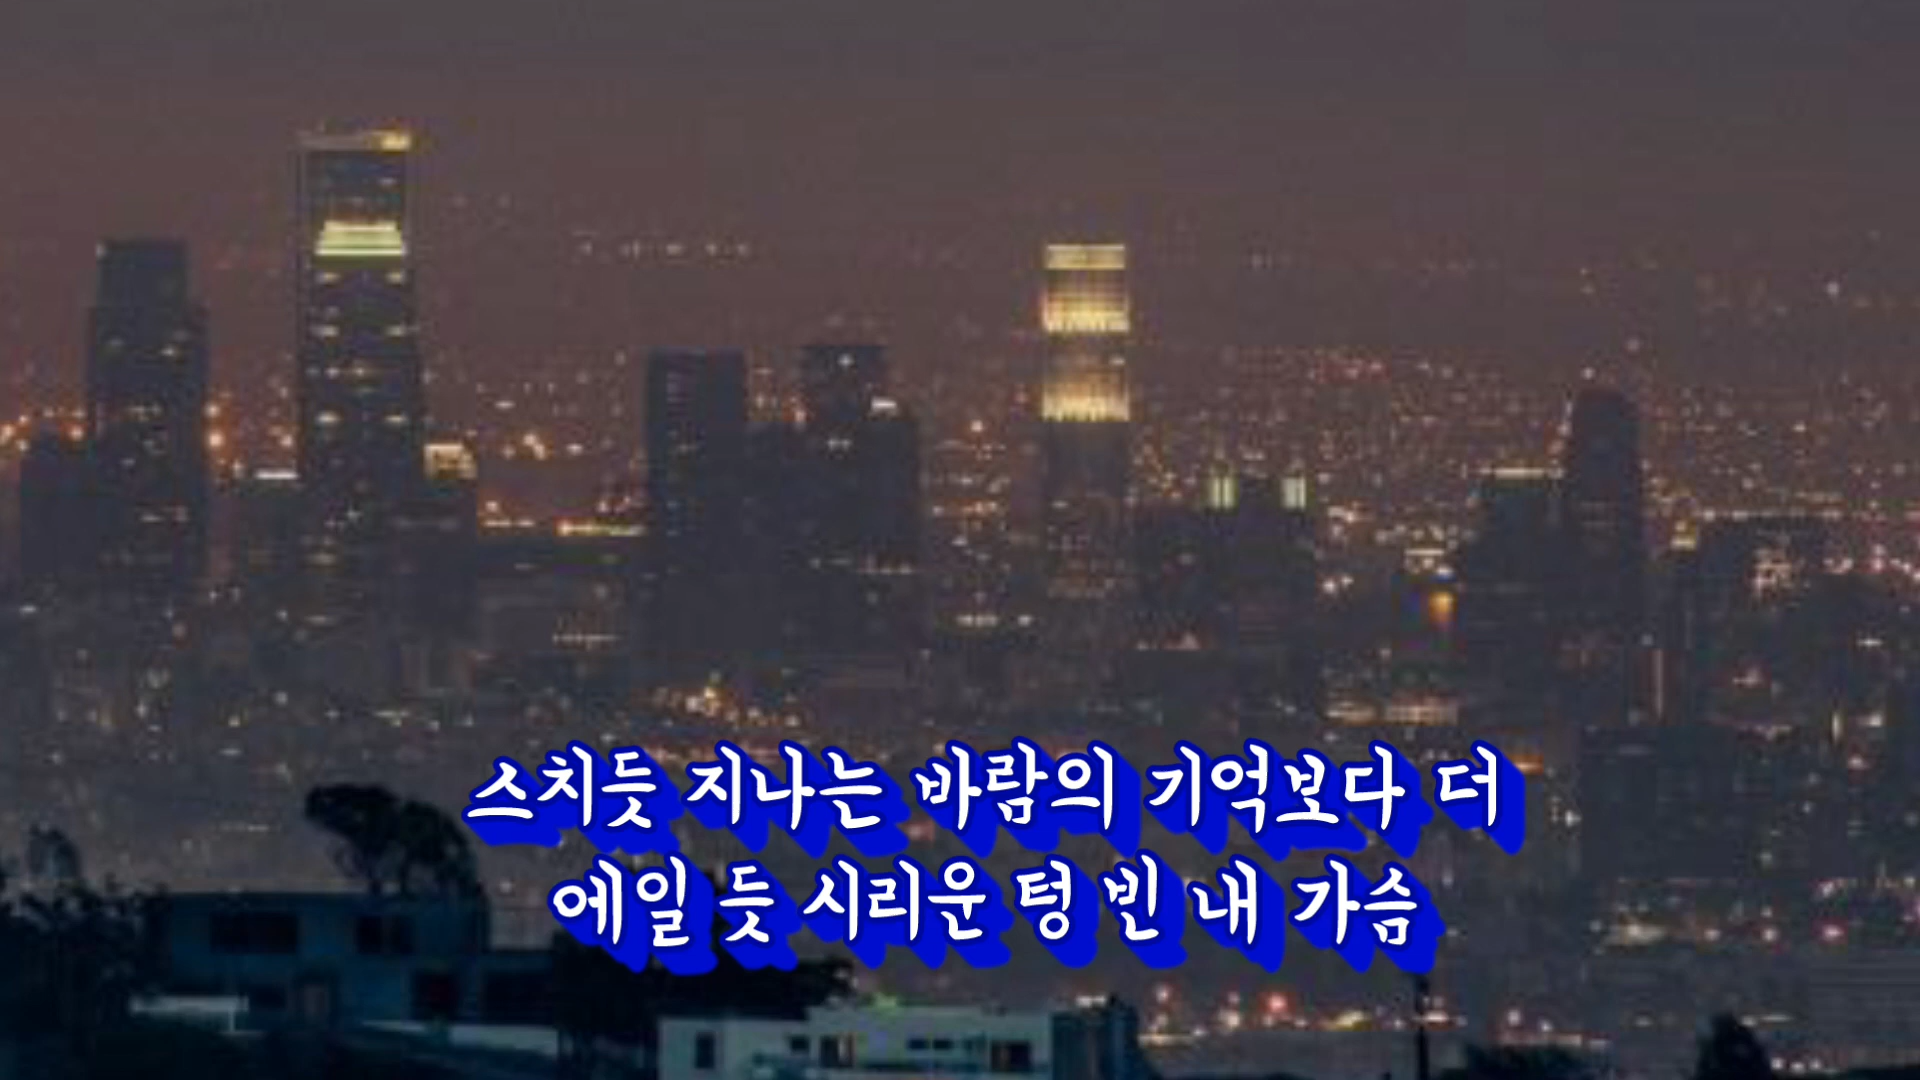 스치듯 지나는 바람의 기억보다 더
에일 듯 시리운 텅 빈 내 가슴